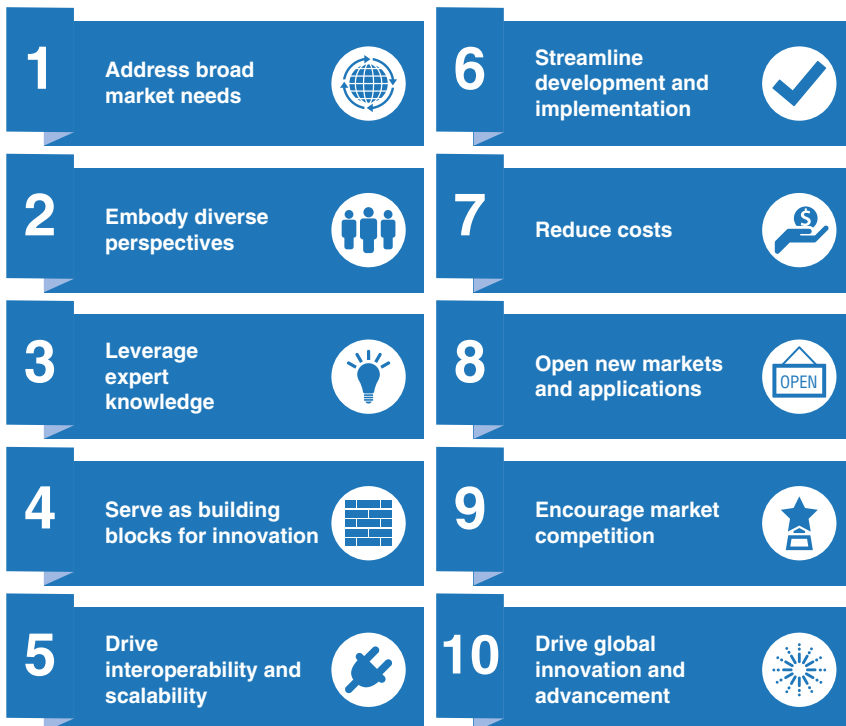 1
Address broad
market needs
2
Embody diverse
perspectives
3
Leverage
expert
knowledge
4
Serve as building
blocks for innovation
5
Drive
interoperability and
scalability
6
Streamline
development and
implementation
7
Reduce costs
$
8
Open new markets
and applications
OPEN
9
Encourage market
competition
10
Drive global
innovation and
advancement